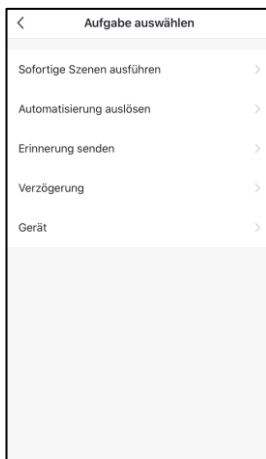 Aufgabe auswählen
Sofortige Szenen ausführen
Automatisierung auslösen
Erinnerung senden
Verzögerung
Gerät